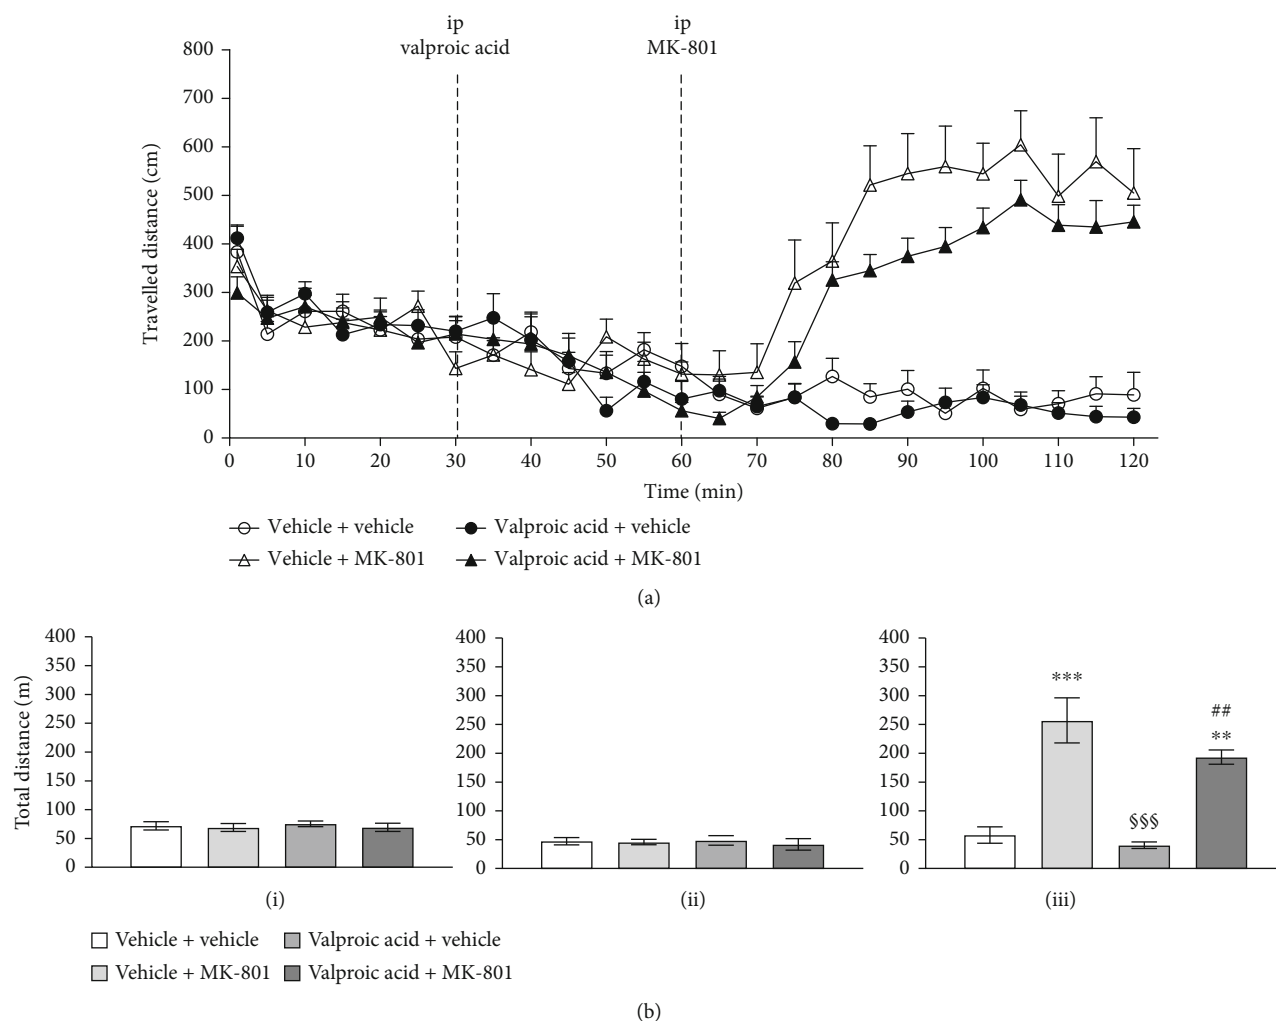 ip
valproic acid
ip
MK-801
800
700
600
500
400
300
200
100
0
Travelled distance (cm)
0 10 20 30 40 50 60 70 80 90 100 110 120
Time (min)
Vehicle + vehicle
Valproic acid + vehicle
Vehicle + MK-801
Valproic acid + MK-801
(a)
400
350
300
250
200
150
100
50
0
Total distance (m)
(i)
400
350
300
250
200
150
100
50
0
(ii)
400
350
300
250
200
150
100
50
0
***
§§§
##
**
(iii)
Vehicle + vehicle
Valproic acid + vehicle
Vehicle + MK-801
Valproic acid + MK-801
(b)